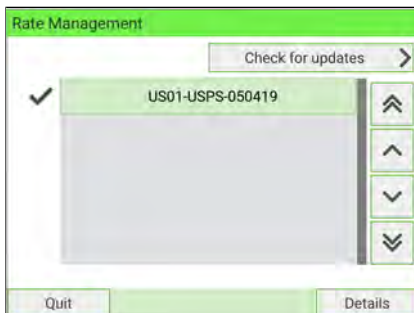 Rate Management
Check for updates
US01-USPS-050419
Quit
Details